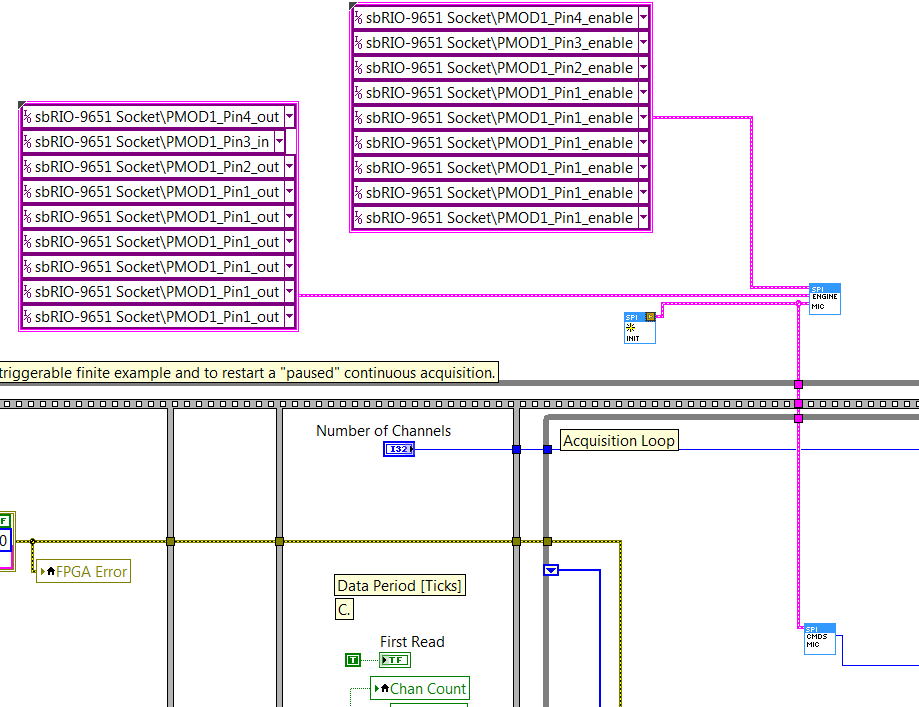 sbRIO-9651 Socket\PMOD1_Pin4_enable
sbRIO-9651 Socket\PMOD1_Pin3_enable
sbRIO-9651 Socket\PMOD1_Pin2_enable
sbRIO-9651 Socket\PMOD1_Pin1_enable
sbRIO-9651 Socket\PMOD1_Pin1_enable
sbRIO-9651 Socket\PMOD1_Pin1_enable
sbRIO-9651 Socket\PMOD1_Pin1_enable
sbRIO-9651 Socket\PMOD1_Pin1_enable
sbRIO-9651 Socket\PMOD1_Pin1_enable
sbRIO-9651 Socket\PMOD1_Pin4_out
sbRIO-9651 Socket\PMOD1_Pin3_in
sbRIO-9651 Socket\PMOD1_Pin2_out
sbRIO-9651 Socket\PMOD1_Pin1_out
sbRIO-9651 Socket\PMOD1_Pin1_out
sbRIO-9651 Socket\PMOD1_Pin1_out
sbRIO-9651 Socket\PMOD1_Pin1_out
sbRIO-9651 Socket\PMOD1_Pin1_out
sbRIO-9651 Socket\PMOD1_Pin1_out
SPI
ENGINE
MIC
SPI
INIT
triggerable finite example and to restart a "paused" continuous acquisition.
Number of Channels
I32
Acquisition Loop
F
0
FPGA Error
Data Period [Ticks]
C.
First Read
T
TF
Chan Count
SPI
CMDS
MIC